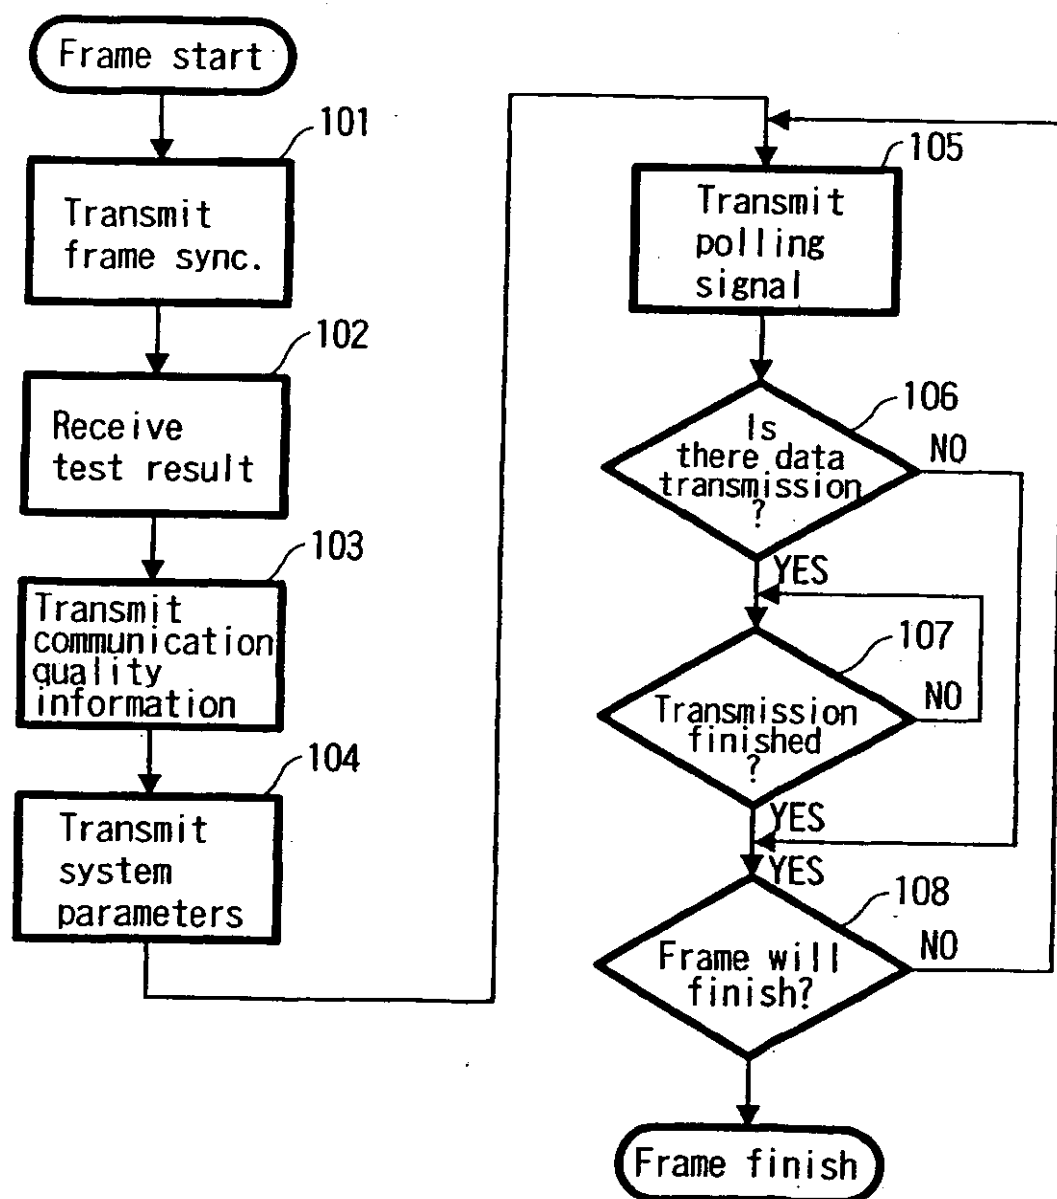 Frame start
101
Transmit
frame sync.
102
Receive
test result
103
Transmit
communication
quality
information
104
Transmit
system
parameters
105
Transmit
polling
signal
106
Is
there data
transmission
?
NO
YES
107
Transmission
finished
?
NO
YES
YES
108
Frame will
finish?
NO
Frame finish